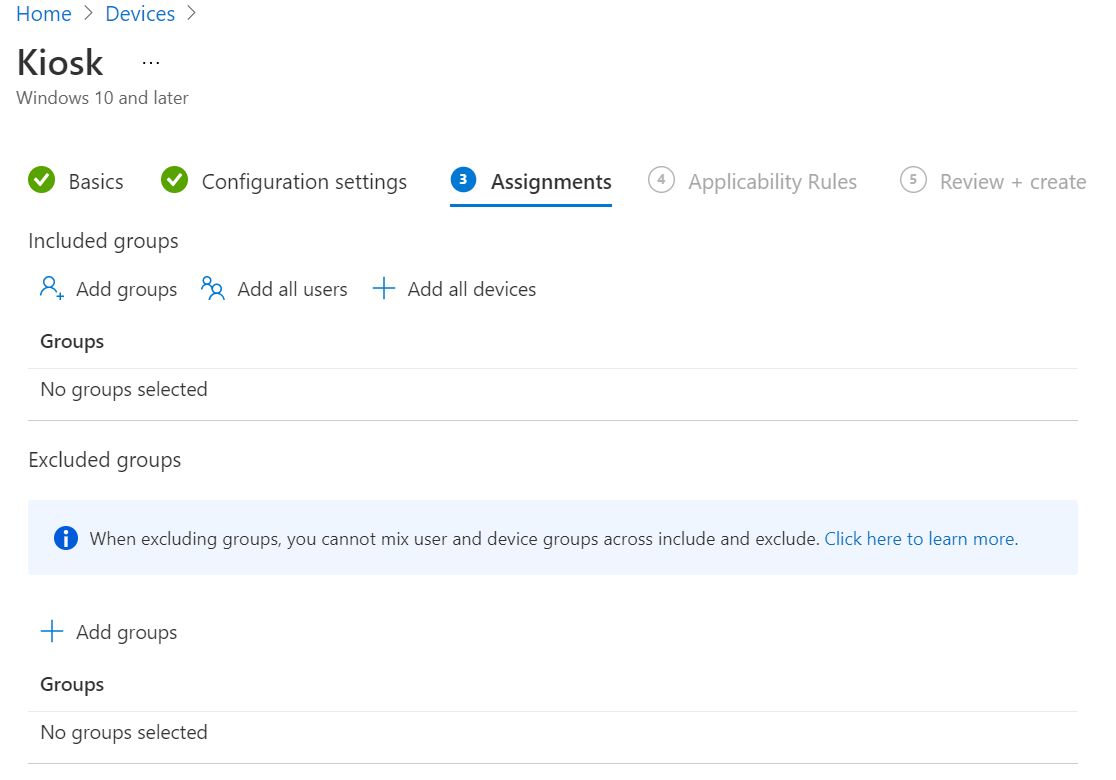 Home > Devices >
Kiosk ...
Windows 10 and later
Basics Configuration settings 3 Assignments 4 Applicability Rules 5 Review + create
Included groups
Add groups Add all users Add all devices
Groups
No groups selected
Excluded groups
When excluding groups, you cannot mix user and device groups across include and exclude. Click here to learn more.
Add groups
Groups
No groups selected